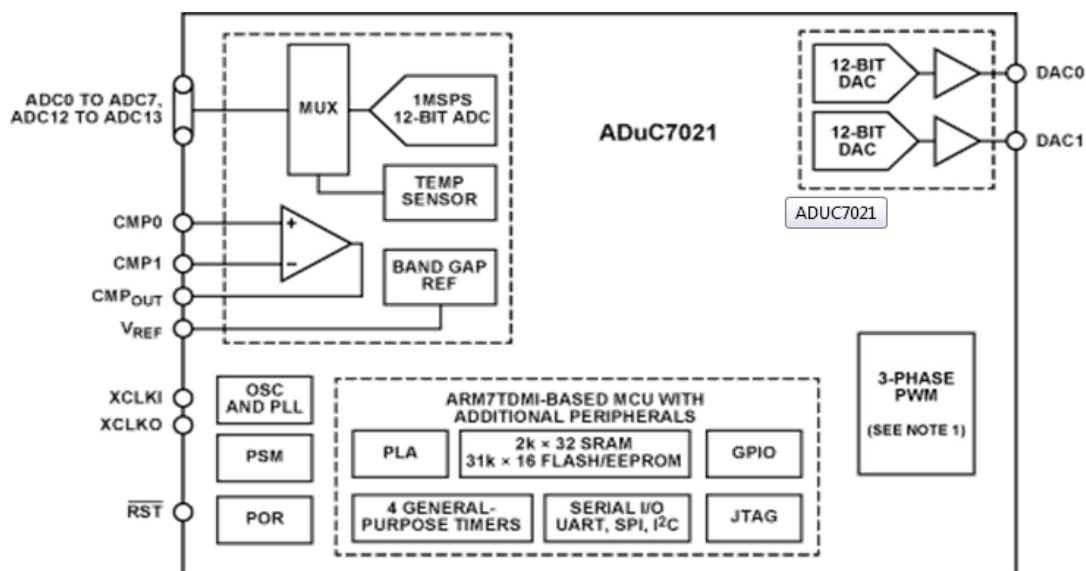 ADC0 TO ADC7,
ADC12 TO ADC13
MUX
1MSPS
12-BIT ADC
TEMP
SENSOR
CMP0
CMP1
CMPOUT
VREF
+
−
BAND GAP
REF
ADuC7021
12-BIT
DAC
DAC0
12-BIT
DAC
DAC1
ADUC7021
XCLKI
XCLKO
RST
OSC
AND PLL
PSM
POR
ARM7TDMI-BASED MCU WITH
ADDITIONAL PERIPHERALS
PLA
2k × 32 SRAM
31k × 16 FLASH/EEPROM
GPIO
4 GENERAL-
PURPOSE TIMERS
SERIAL I/O
UART, SPI, I²C
JTAG
3-PHASE
PWM
(SEE NOTE 1)